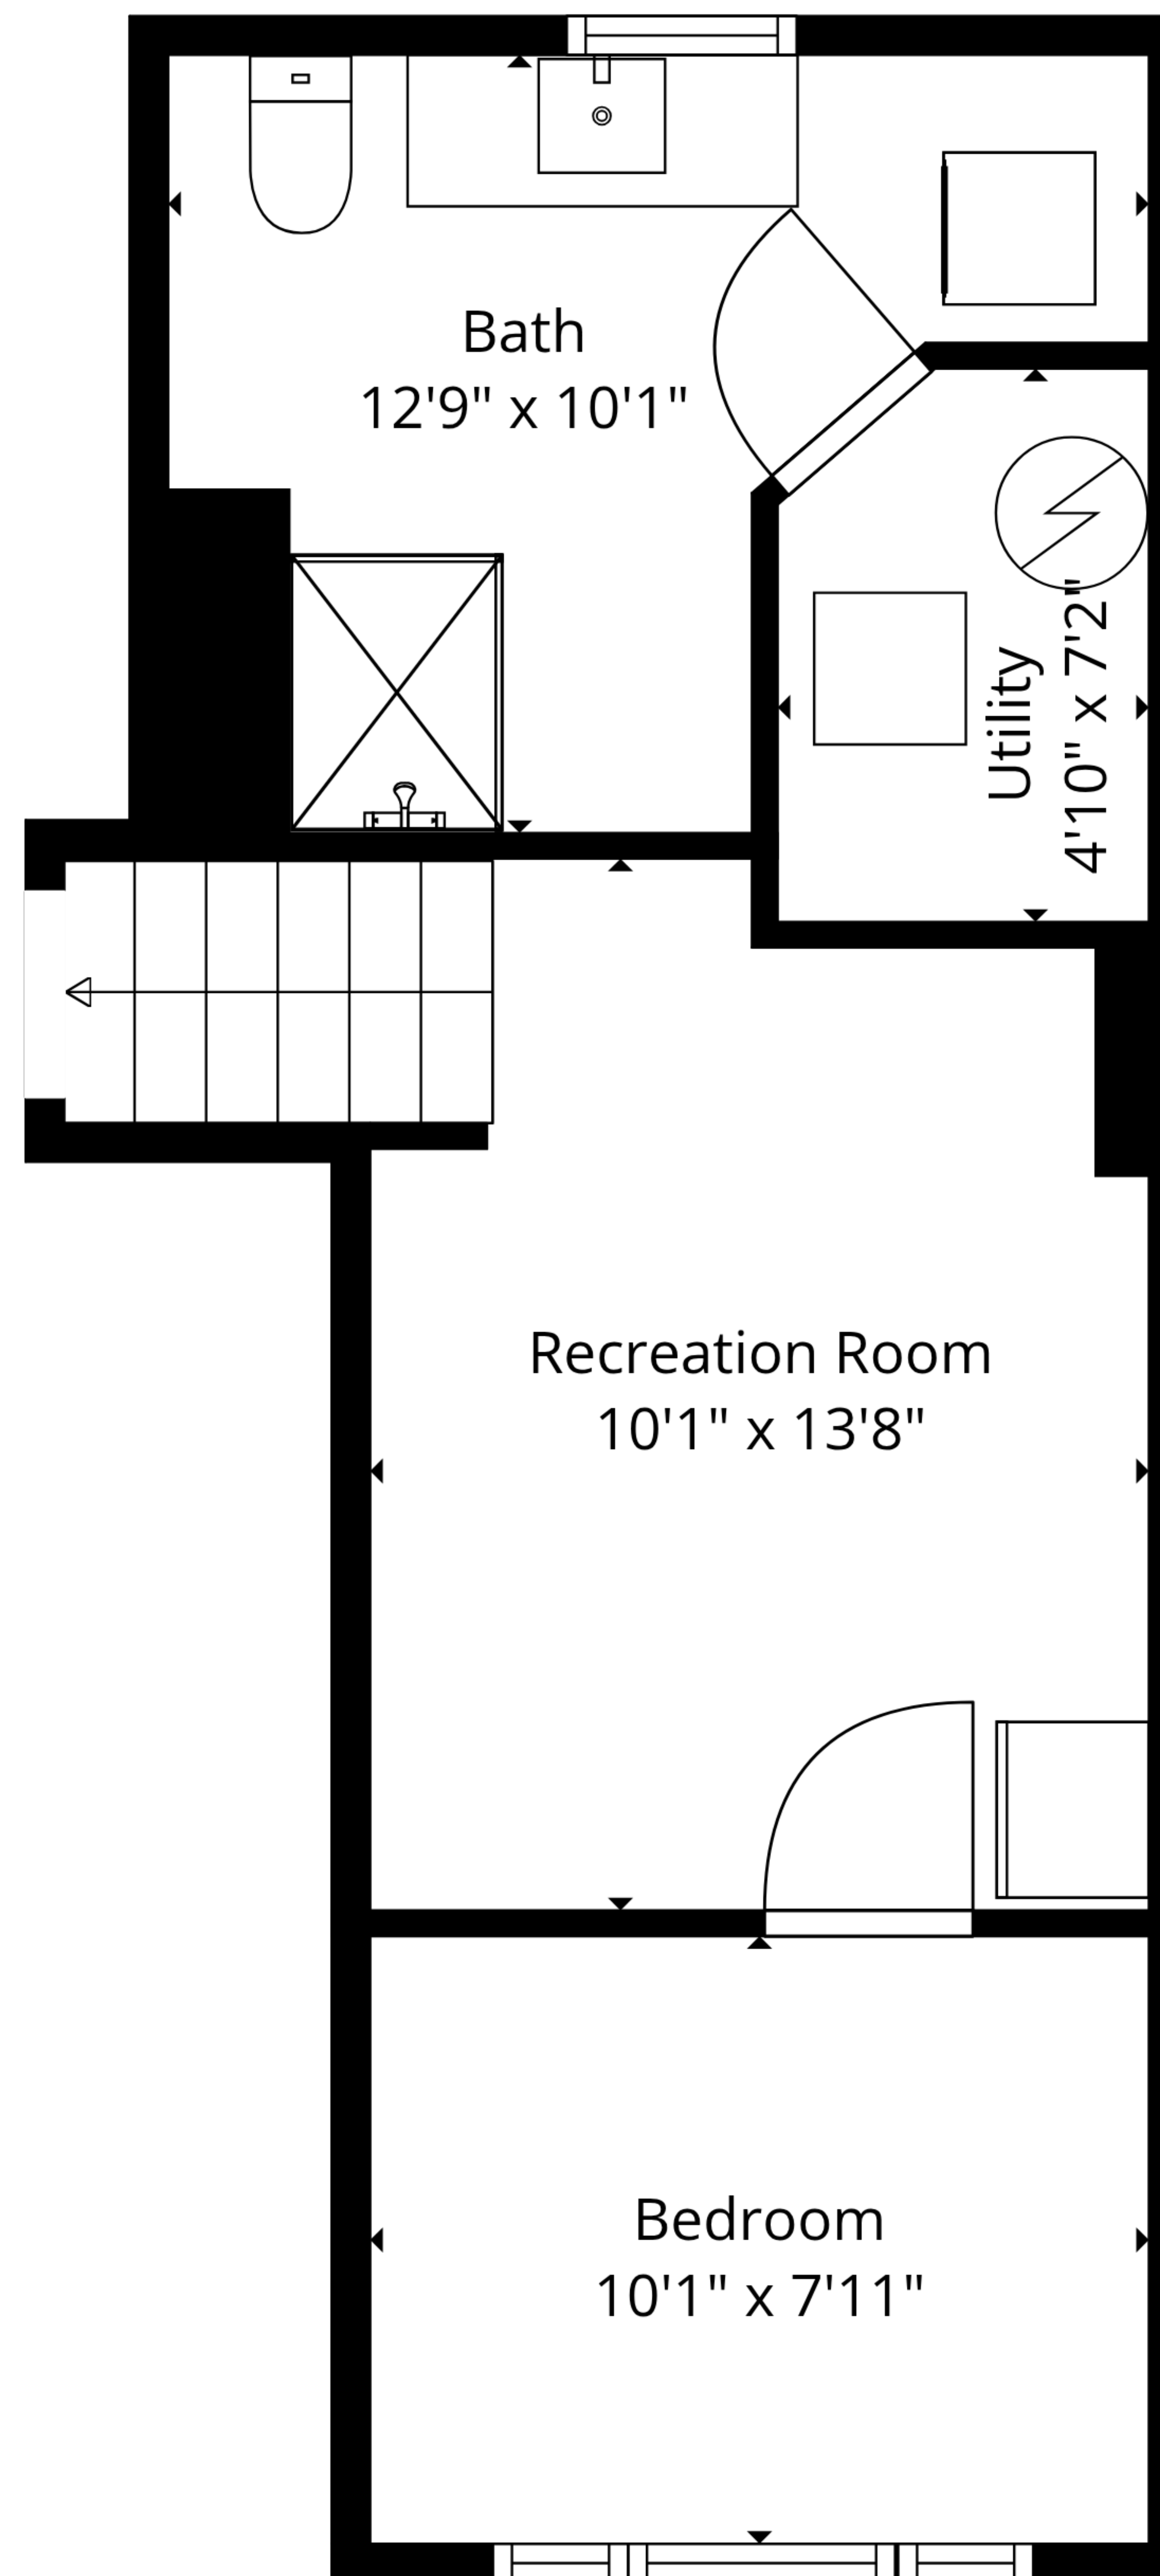 Bath
12'9" x 10'1"
Utility
4'10" x 7'2"
Recreation Room
10'1" x 13'8"
Bedroom
10'1" x 7'11"